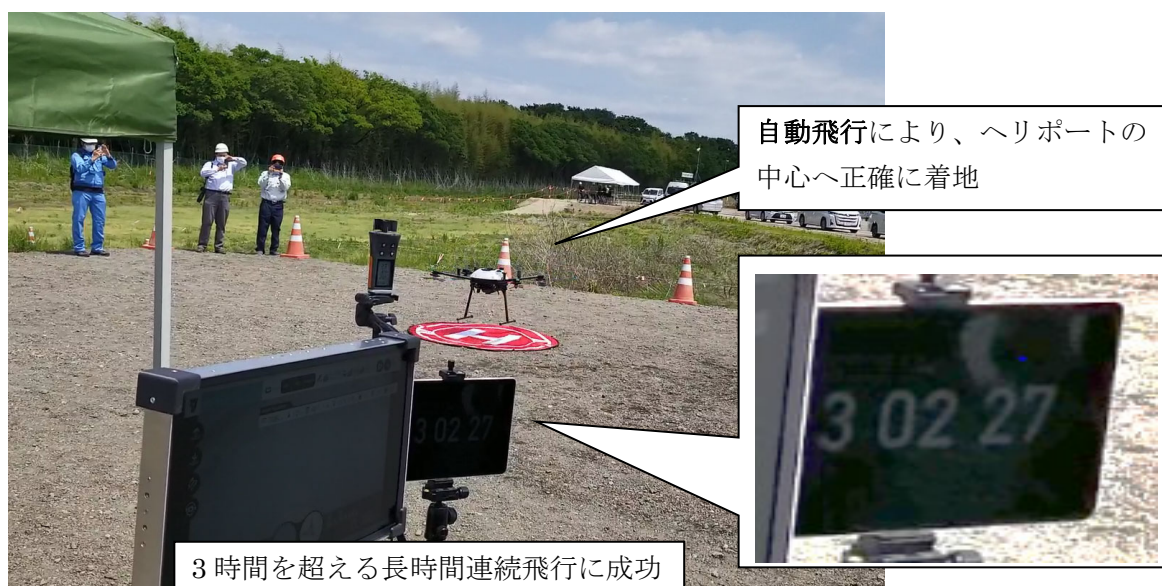 自動飛行により、ヘリポートの
中心へ正確に着地
H
3 02 27
3 02 27
3時間を超える長時間連続飛行に成功